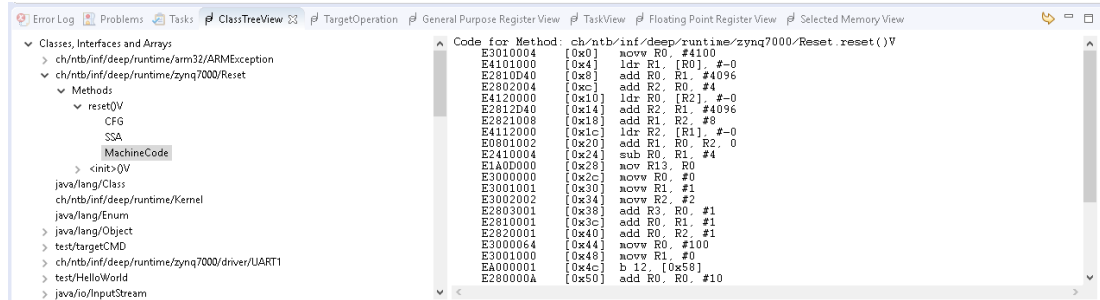 Error Log Problems Tasks ClassTreeView TargetOperation General Purpose Register View TaskView Floating Point Register View Selected Memory View
Classes, Interfaces and Arrays
ch/ntb/inf/deep/runtime/arm32/ARMException
ch/ntb/inf/deep/runtime/zynq7000/Reset
Methods
reset()V
CFG
SSA
MachineCode
<init>()V
java/lang/Class
ch/ntb/inf/deep/runtime/Kernel
java/lang/Enum
java/lang/Object
test/targetCMD
ch/ntb/inf/deep/runtime/zynq7000/driver/UART1
test/HelloWorld
java/io/InputStream
Code for Method: ch/ntb/inf/deep/runtime/zynq7000/Reset.reset()V
E3010004 [0x0] movw R0, #4100
E4101000 [0x4] ldr R1, [R0], #-0
E2810D40 [0x8] add R0, R1, #4096
E2802004 [0xc] add R2, R0, #4
E4120000 [0x10] ldr R0, [R2], #-0
E2812D40 [0x14] add R2, R1, #4096
E2821008 [0x18] add R1, R2, #8
E4112000 [0x1c] ldr R2, [R1], #-0
E0801002 [0x20] add R1, R0, R2, 0
E2410004 [0x24] sub R0, R1, #4
E1A0D000 [0x28] mov R13, R0
E3000000 [0x2c] movw R0, #0
E3001001 [0x30] movw R1, #1
E3002002 [0x34] movw R2, #2
E2803001 [0x38] add R3, R0, #1
E2810001 [0x3c] add R0, R1, #1
E2820001 [0x40] add R0, R2, #1
E3000064 [0x44] movw R0, #100
E3001000 [0x48] movw R1, #0
EA000001 [0x4c] b 12, [0x58]
E280000A [0x50] add R0, R0, #10